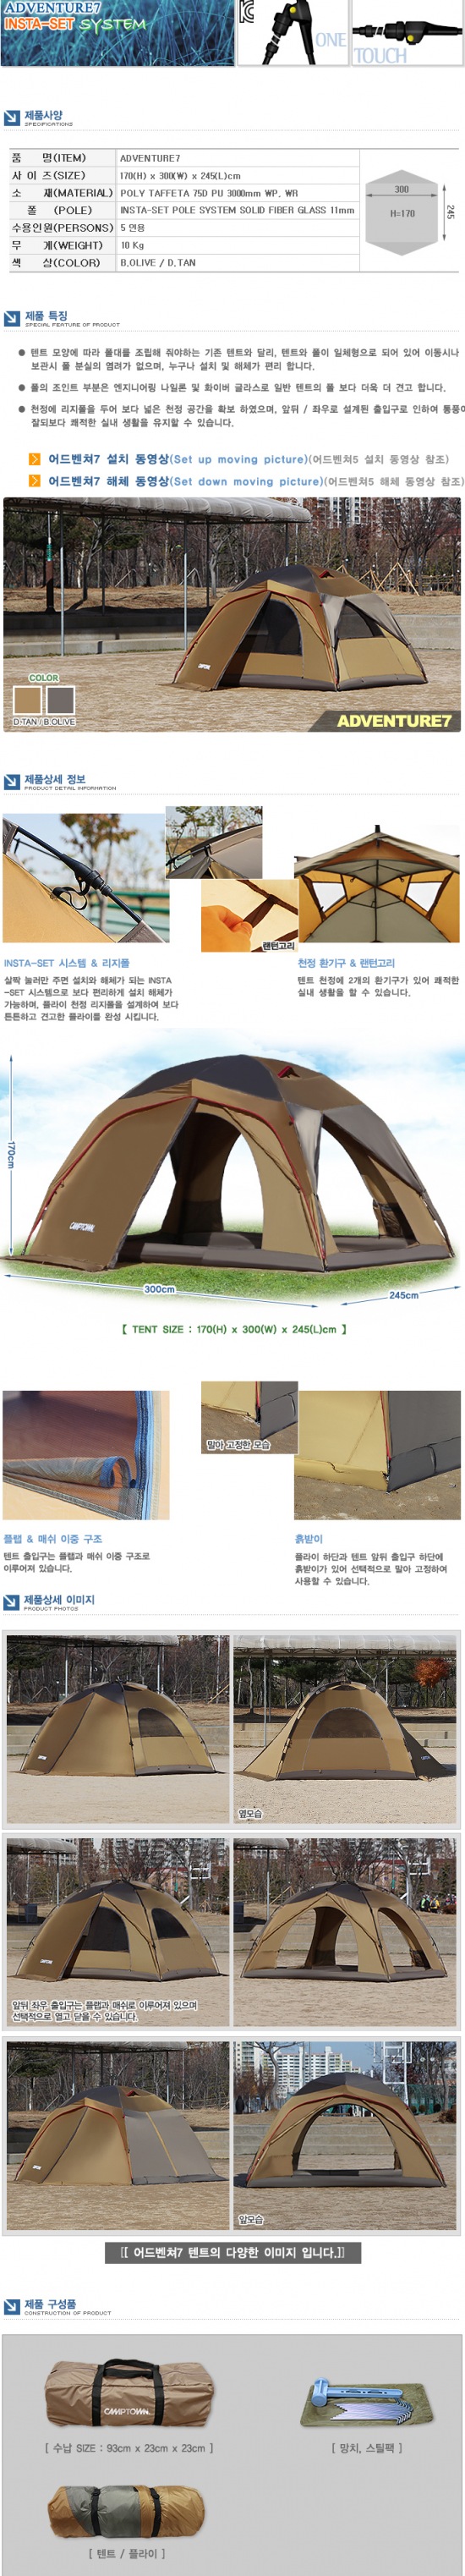 ADVENTURE7
INSTA-SET SYSTEM
ONE
TOUCH
제품사양
SPECIFICATIONS
품 명(ITEM) ADVENTURE7
사 이 즈(SIZE) 170(H) x 300(W) x 245(L)cm
소 재(MATERIAL) POLY TAFFETA 75D PU 3000mm WP, WR
폴 (POLE) INSTA-SET POLE SYSTEM SOLID FIBER GLASS 11mm
수용인원(PERSONS) 5 인용
무 게(WEIGHT) 10 Kg
색 상(COLOR) B.OLIVE / D.TAN
300
H=170
245
제품 특징
SPECIAL FEATURE OF PRODUCT
● 텐트 모양에 따라 폴대를 조립해 줘야하는 기존 텐트와 달리, 텐트와 폴이 일체형으로 되어 있어 이동시나
보관시 폴 분실의 염려가 없으며, 누구나 설치 및 해체가 편리 합니다.
● 폴의 조인트 부분은 엔지니어링 나일론 및 화이버 글라스로 일반 텐트의 폴 보다 더욱 더 견고 합니다.
● 천정에 리지폴을 두어 보다 넓은 천정 공간을 확보 하였으며, 앞뒤 / 좌우로 설계된 출입구로 인하여 통풍이
잘되보다 쾌적한 실내 생활을 유지할 수 있습니다.
어드벤쳐7 설치 동영상(Set up moving picture)(어드벤쳐5 설치 동영상 참조)
어드벤쳐7 해체 동영상(Set down moving picture)(어드벤쳐5 해체 동영상 참조)
COLOR
D.TAN / B.OLIVE
ADVENTURE7
제품상세 정보
PRODUCT DETAIL INFORMATION
랜턴고리
INSTA-SET 시스템 & 리지폴
살짝 눌러만 주면 설치와 해체가 되는 INSTA
-SET 시스템으로 보다 편리하게 설치 해체가
가능하며, 플라이 천정 리지폴을 설계하여 보다
튼튼하고 견고한 플라이를 완성 시킵니다.
천정 환기구 & 랜턴고리
텐트 천정에 2개의 환기구가 있어 쾌적한
실내 생활을 할 수 있습니다.
170cm
CAMPTOWN
300cm
245cm
【 TENT SIZE : 170(H) x 300(W) x 245(L)cm 】
말아 고정한 모습
플랩 & 매쉬 이중 구조
텐트 출입구는 플랩과 매쉬 이중 구조로
이루어져 있습니다.
흙받이
플라이 하단과 텐트 앞뒤 출입구 하단에
흙받이가 있어 선택적으로 말아 고정하여
사용할 수 있습니다.
제품상세 이미지
PRODUCT PHOTOS
옆모습
앞뒤 좌우 출입구는 플랩과 매쉬로 이루어져 있으며
선택적으로 열고 닫을 수 있습니다.
앞모습
[[ 어드벤쳐7 텐트의 다양한 이미지 입니다.]]
제품 구성품
CONSTRUCTION OF PRODUCT
CAMPTOWN
[ 수납 SIZE : 93cm x 23cm x 23cm ]
[ 망치, 스틸팩 ]
[ 텐트 / 플라이 ]